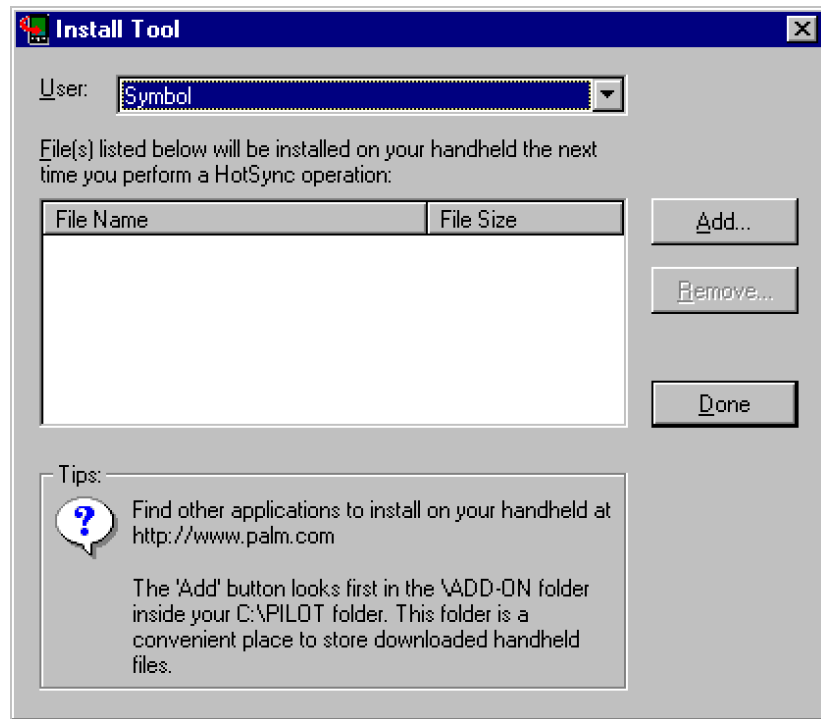 Install Tool
User: Symbol
File(s) listed below will be installed on your handheld the next
time you perform a HotSync operation:
File Name File Size
Add...
Remove...
Done
Tips:
Find other applications to install on your handheld at
http://www.palm.com
The 'Add' button looks first in the \ADD-ON folder
inside your C:\PILOT folder. This folder is a
convenient place to store downloaded handheld
files.